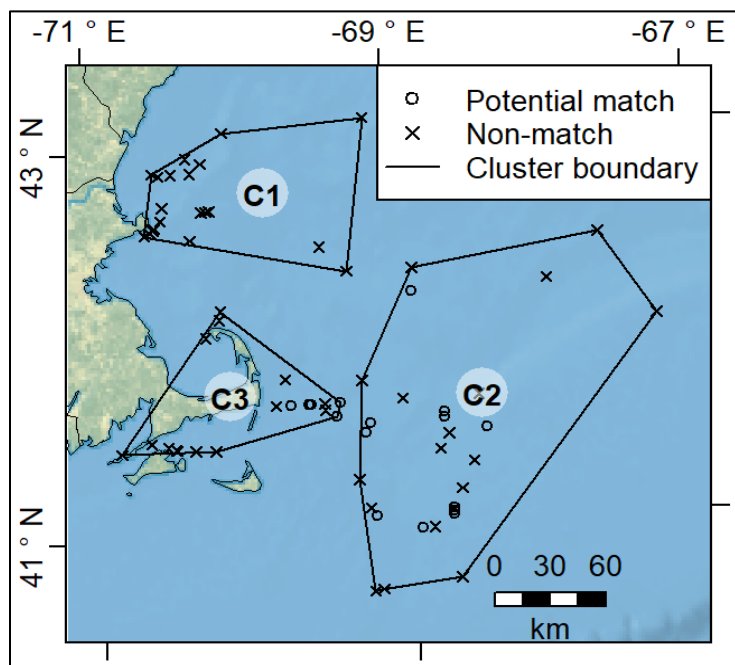 -71 ° E -69 ° E -67 ° E
Potential match
Non-match
Cluster boundary
43 ° N
C1
C2
C3
41 ° N
0 30 60
km